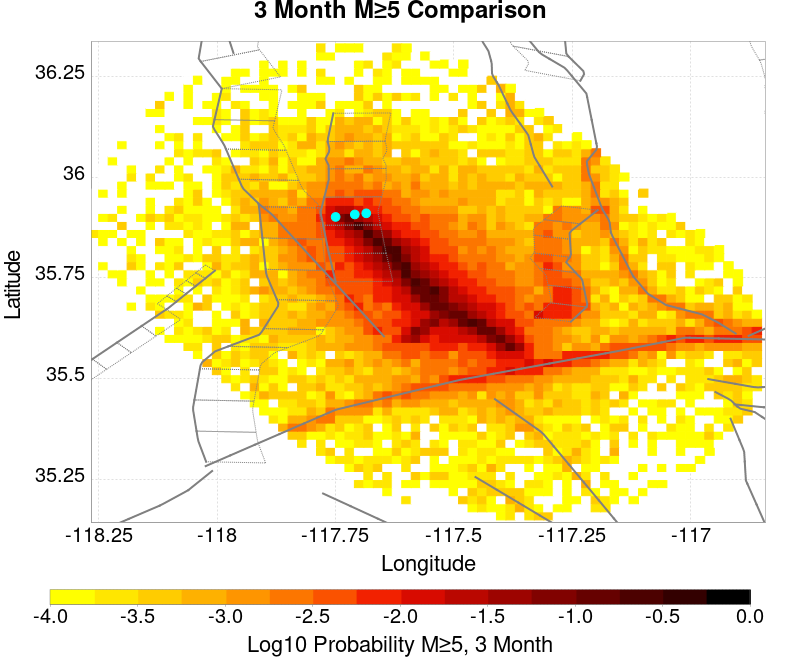 3 Month M≥5 Comparison
36.25
36
35.75
35.5
35.25
Latitude
-118.25 -118 -117.75 -117.5 -117.25 -117
Longitude
-4.0 -3.5 -3.0 -2.5 -2.0 -1.5 -1.0 -0.5 0.0
Log10 Probability M≥5, 3 Month